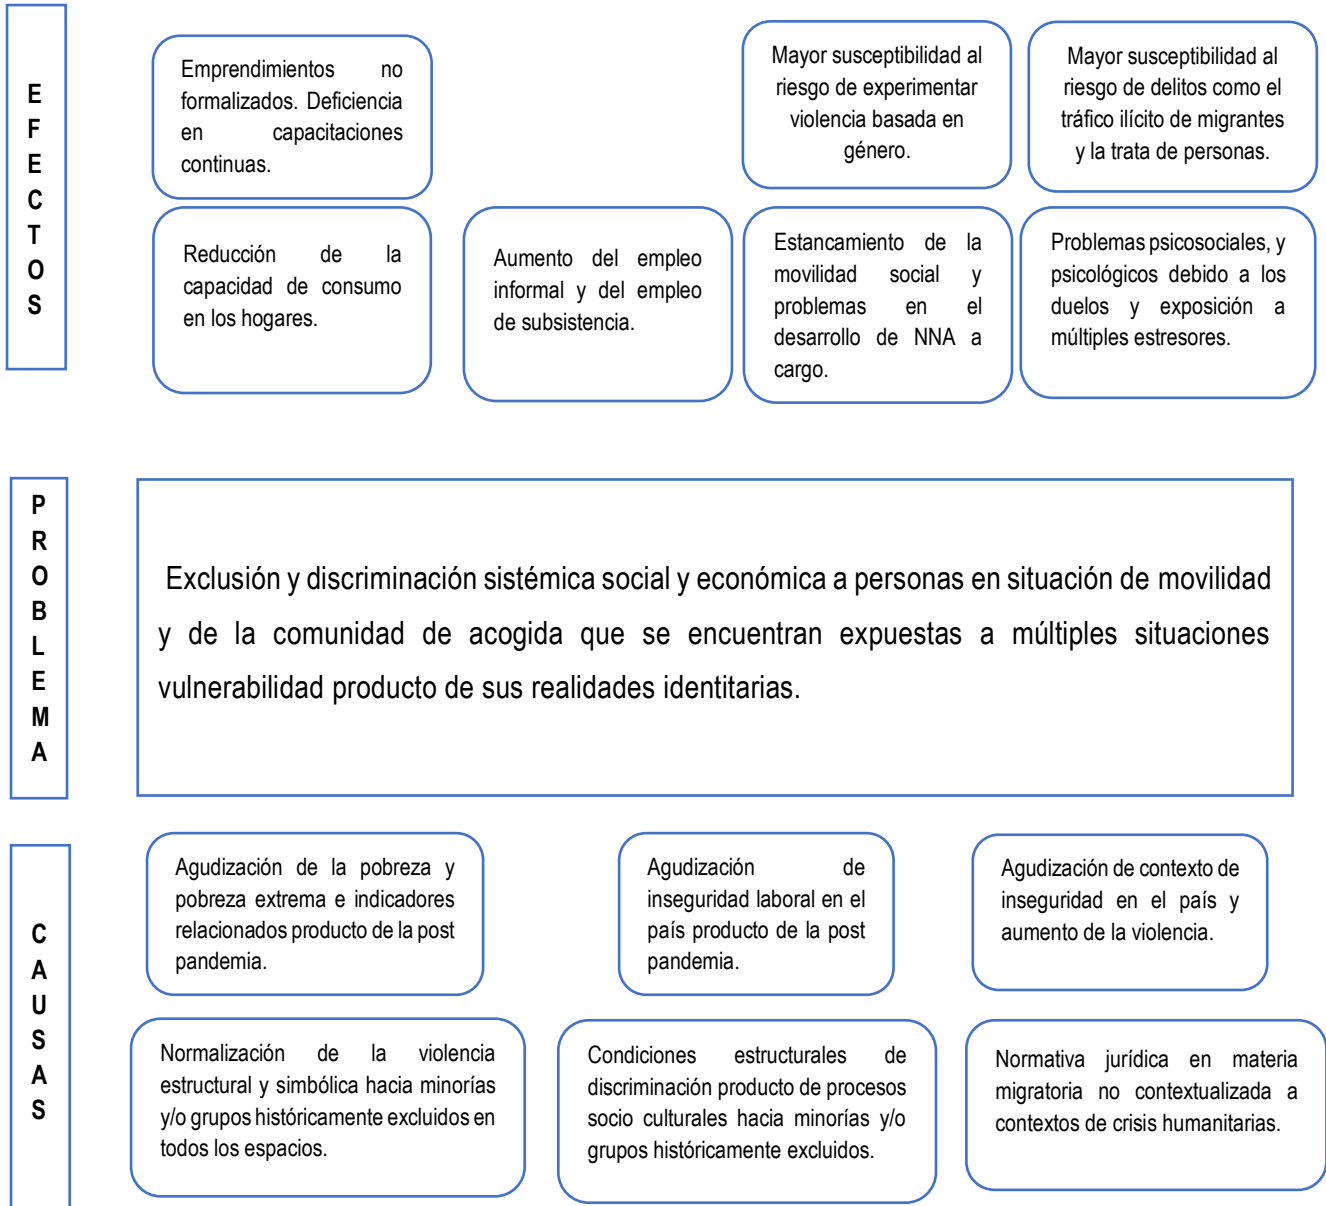 E
F
E
C
T
O
S
Emprendimientos no
formalizados. Deficiencia
en capacitaciones
continuas.
Mayor susceptibilidad al
riesgo de experimentar
violencia basada en
género.
Mayor susceptibilidad al
riesgo de delitos como el
tráfico ilícito de migrantes
y la trata de personas.
Reducción de la
capacidad de consumo
en los hogares.
Aumento del empleo
informal y del empleo
de subsistencia.
Estancamiento de la
movilidad social y
problemas en el
desarrollo de NNA a
cargo.
Problemas psicosociales, y
psicológicos debido a los
duelos y exposición a
múltiples estresores.
P
R
O
B
L
E
M
A
Exclusión y discriminación sistémica social y económica a personas en situación de movilidad
y de la comunidad de acogida que se encuentran expuestas a múltiples situaciones
vulnerabilidad producto de sus realidades identitarias.
C
A
U
S
A
S
Agudización de la pobreza y
pobreza extrema e indicadores
relacionados producto de la post
pandemia.
Agudización de
inseguridad laboral en el
país producto de la post
pandemia.
Agudización de contexto de
inseguridad en el país y
aumento de la violencia.
Normalización de la violencia
estructural y simbólica hacia minorías
y/o grupos históricamente excluidos en
todos los espacios.
Condiciones estructurales de
discriminación producto de procesos
socio culturales hacia minorías y/o
grupos históricamente excluidos.
Normativa jurídica en materia
migratoria no contextualizada a
contextos de crisis humanitarias.